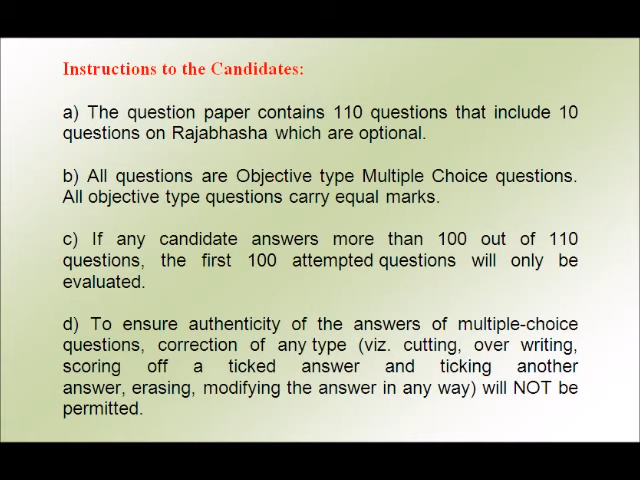 Instructions to the Candidates:
a) The question paper contains 110 questions that include 10
questions on Rajabhasha which are optional.
b) All questions are Objective type Multiple Choice questions.
All objective type questions carry equal marks.
c) If any candidate answers more than 100 out of 110
questions, the first 100 attempted questions will only be
evaluated.
d) To ensure authenticity of the answers of multiple-choice
questions, correction of any type (viz. cutting, over writing,
scoring off a ticked answer and ticking another
answer, erasing, modifying the answer in any way) will NOT be
permitted.